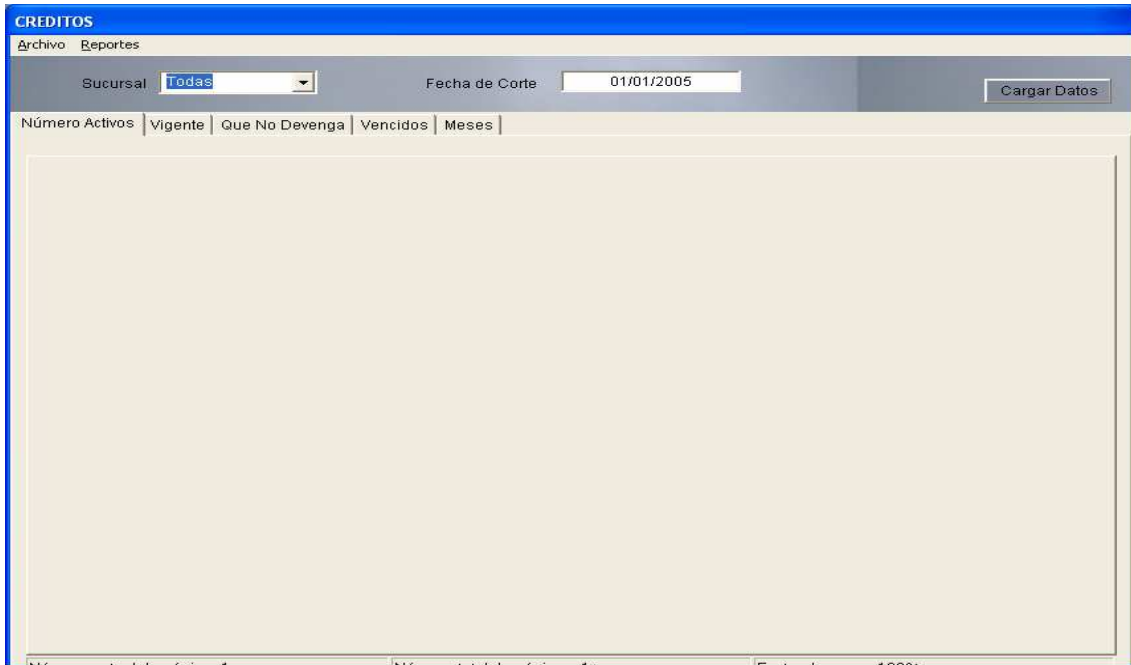 CREDITOS
Archivo Reportes
Sucursal Todas Fecha de Corte 01/01/2005 Cargar Datos
Número Activos Vigente Que No Devenga Vencidos Meses